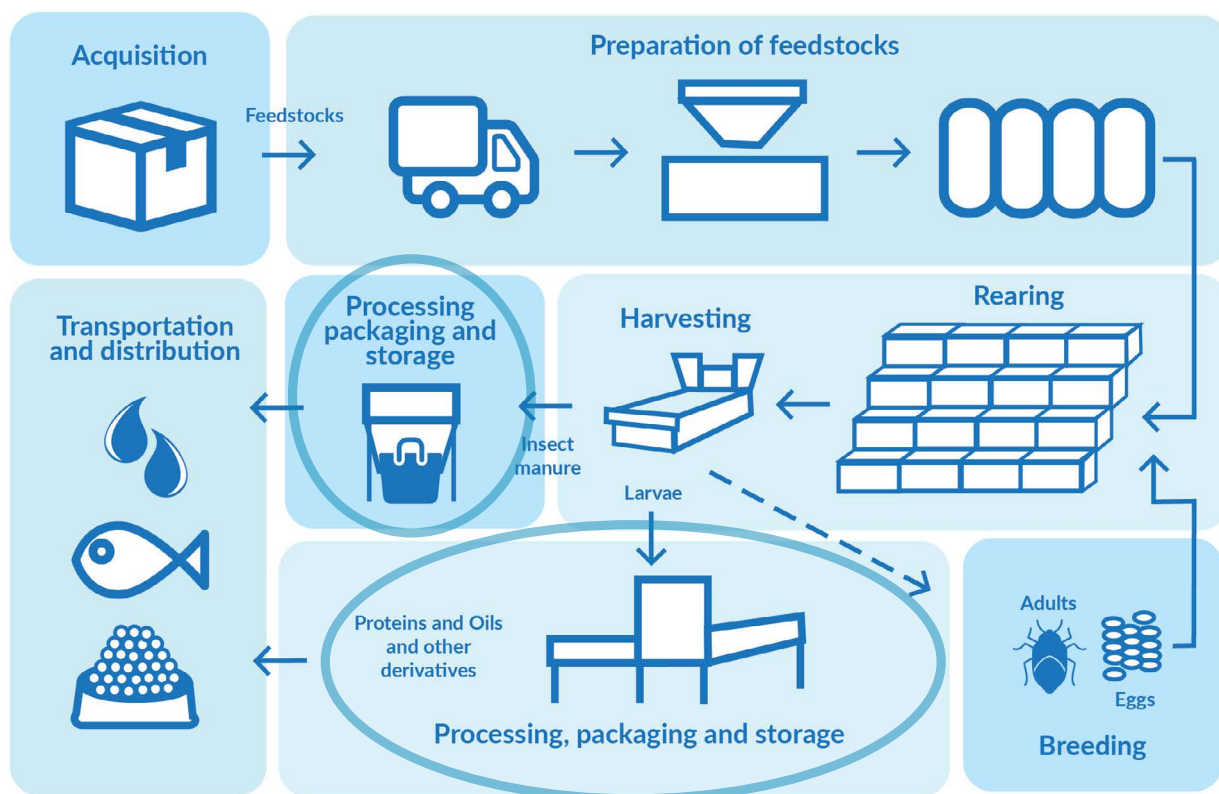 Acquisition
Preparation of feedstocks
Feedstocks
Transportation
and distribution
Processing
packaging and
storage
Harvesting
Rearing
Insect
manure
Larvae
Proteins and Oils
and other
derivatives
Processing, packaging and storage
Adults
Eggs
Breeding